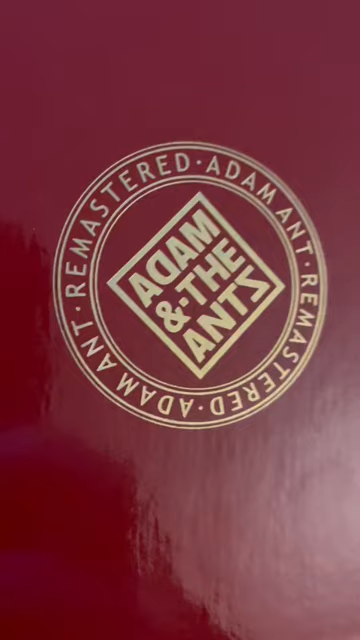 REMASTERED · ADAM ANT · REMASTERED · ADAM ANT ·
ADAM
&·THE
ANTS